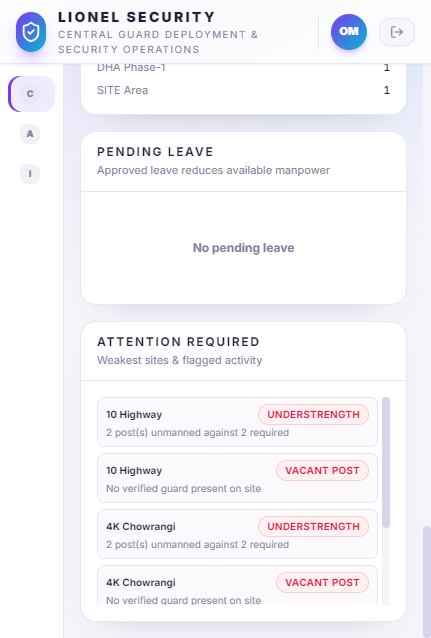 LIONEL SECURITY
CENTRAL GUARD DEPLOYMENT &
SECURITY OPERATIONS
OM
C
A
I
DHA Phase-1 1
SITE Area 1
PENDING LEAVE
Approved leave reduces available manpower
No pending leave
ATTENTION REQUIRED
Weakest sites & flagged activity
10 Highway UNDERSTRENGTH
2 post(s) unmanned against 2 required
10 Highway VACANT POST
No verified guard present on site
4K Chowrangi UNDERSTRENGTH
2 post(s) unmanned against 2 required
4K Chowrangi VACANT POST
No verified guard present on site